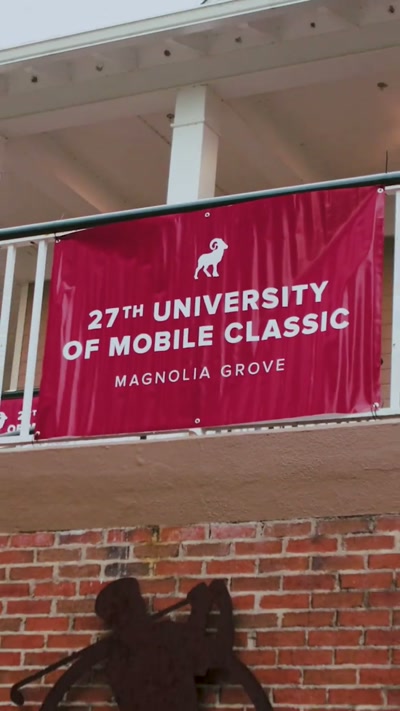 27TH UNIVERSITY
OF MOBILE CLASSIC
MAGNOLIA GROVE